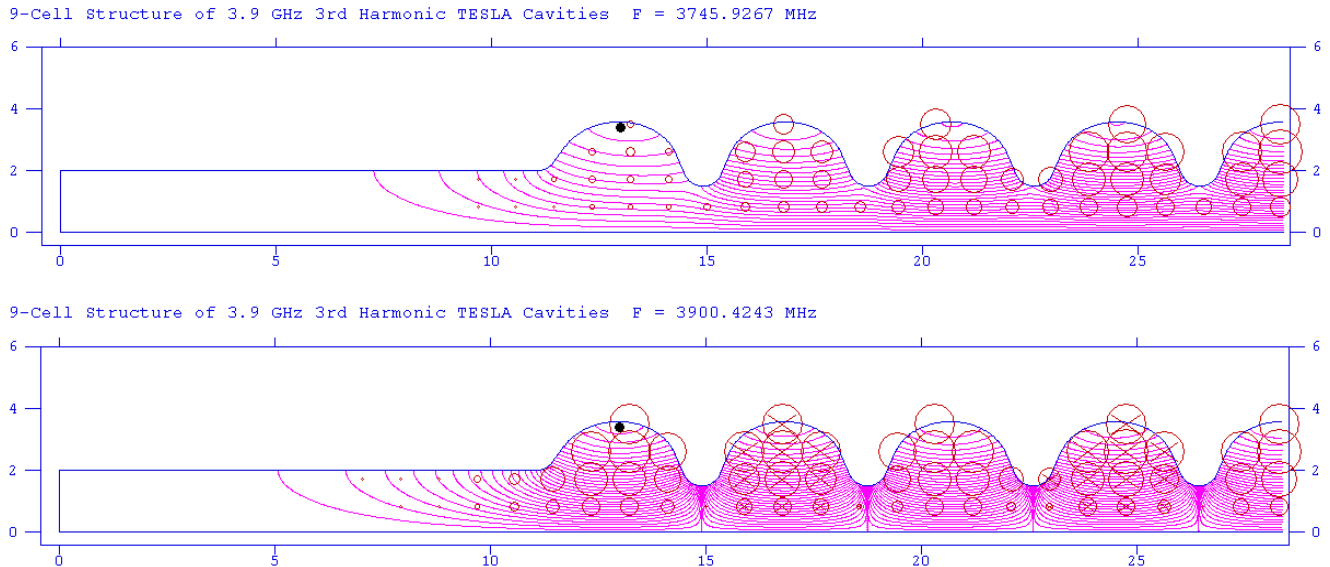 9-Cell Structure of 3.9 GHz 3rd Harmonic TESLA Cavities  F = 3745.9267 MHz
6 6
4 4
2 2
0 0
0 5 10 15 20 25
9-Cell Structure of 3.9 GHz 3rd Harmonic TESLA Cavities  F = 3900.4243 MHz
6 6
4 4
2 2
0 0
0 5 10 15 20 25